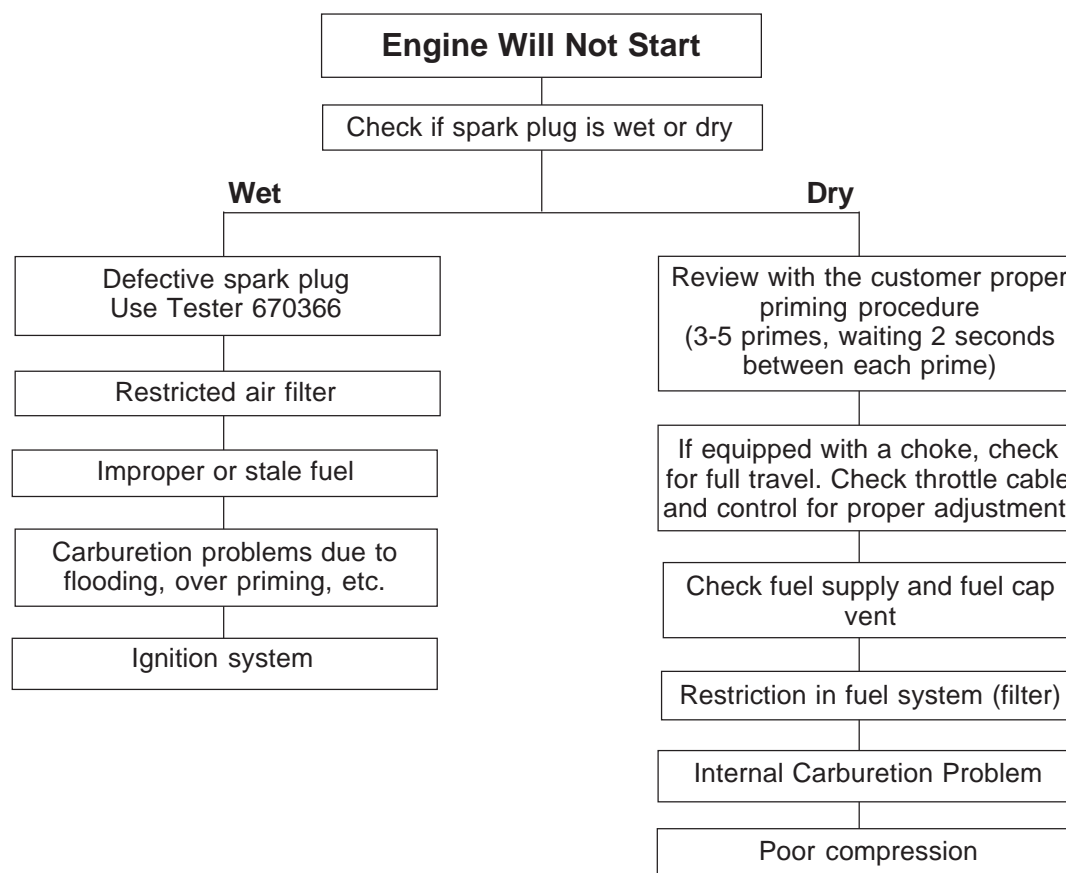 Engine Will Not Start
Check if spark plug is wet or dry
Wet
Defective spark plug
Use Tester 670366
Restricted air filter
Improper or stale fuel
Carburetion problems due to
flooding, over priming, etc.
Ignition system
Dry
Review with the customer proper
priming procedure
(3-5 primes, waiting 2 seconds
between each prime)
If equipped with a choke, check
for full travel. Check throttle cable
and control for proper adjustment
Check fuel supply and fuel cap
vent
Restriction in fuel system (filter)
Internal Carburetion Problem
Poor compression